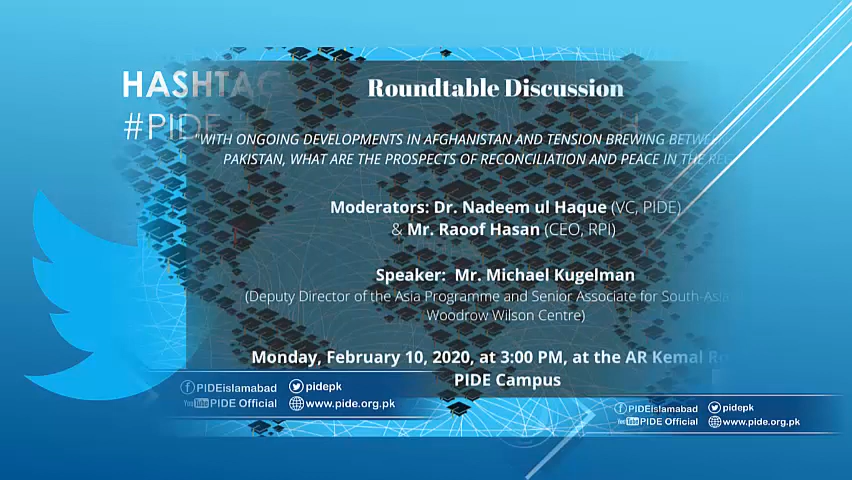 HASHTAG
#PIDE
Roundtable Discussion
"WITH ONGOING DEVELOPMENTS IN AFGHANISTAN AND TENSION BREWING
PAKISTAN, WHAT ARE THE PROSPECTS OF RECONCILIATION AND PEACE IN THE
Moderators: Dr. Nadeem ul Haque (VC, PIDE)
& Mr. Raoof Hasan (CEO, RPI)
Speaker: Mr. Michael Kugelman
(Deputy Director of the Asia Programme and Senior Associate for South-Asia
Woodrow Wilson Centre)
Monday, February 10, 2020, at 3:00 PM, at the AR Kemal
PIDE Campus
PIDEislamabad pidepk
YouTube PIDE Official www.pide.org.pk
PIDEislamabad pidepk
YouTube PIDE Official www.pide.org.pk